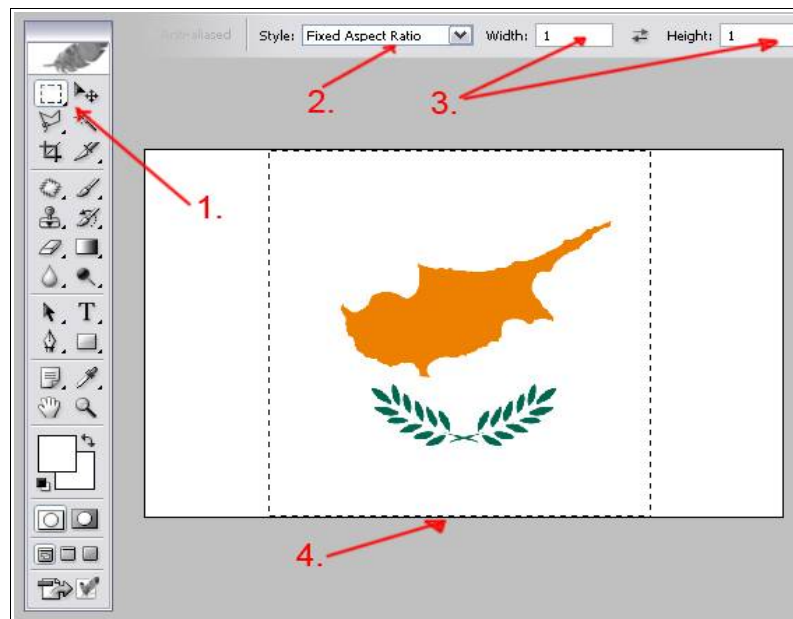 Anti-aliased Style: Fixed Aspect Ratio Width: 1 Height: 1
2. 3.
1.
T
4.